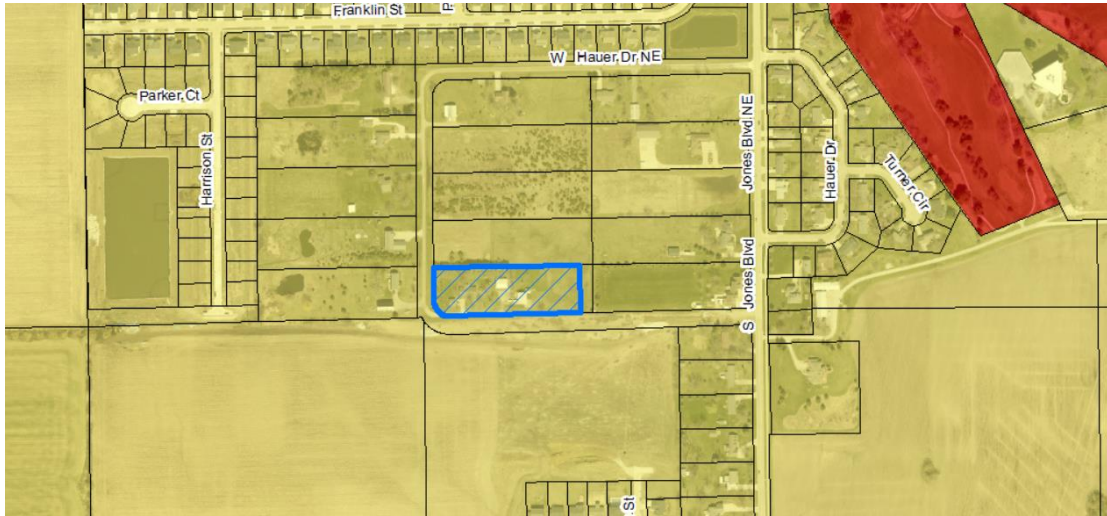 Franklin St
W Hauer Dr NE
Parker Ct
Harrison St
Jones Blvd NE
Hauer Dr
Turner Cir
S Jones Blvd
St